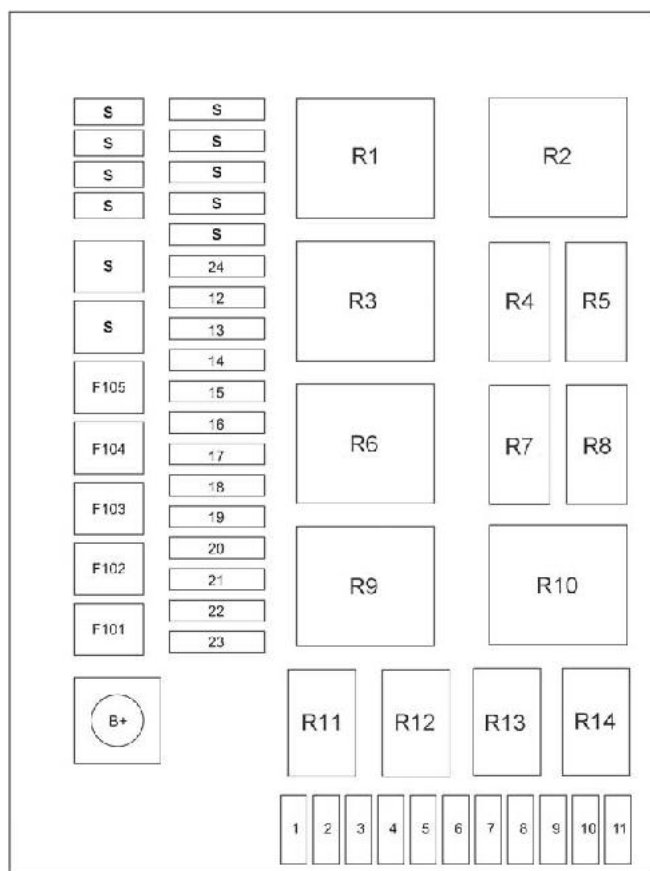 S S
S S R1 R2
S S
S S
S
S 24
12 R3 R4 R5
S 13
14
F105 15
16
F104 17 R6 R7 R8
18
F103 19
20
F102 21 R9 R10
22
F101 23
B+ R11 R12 R13 R14
1 2 3 4 5 6 7 8 9 10 11